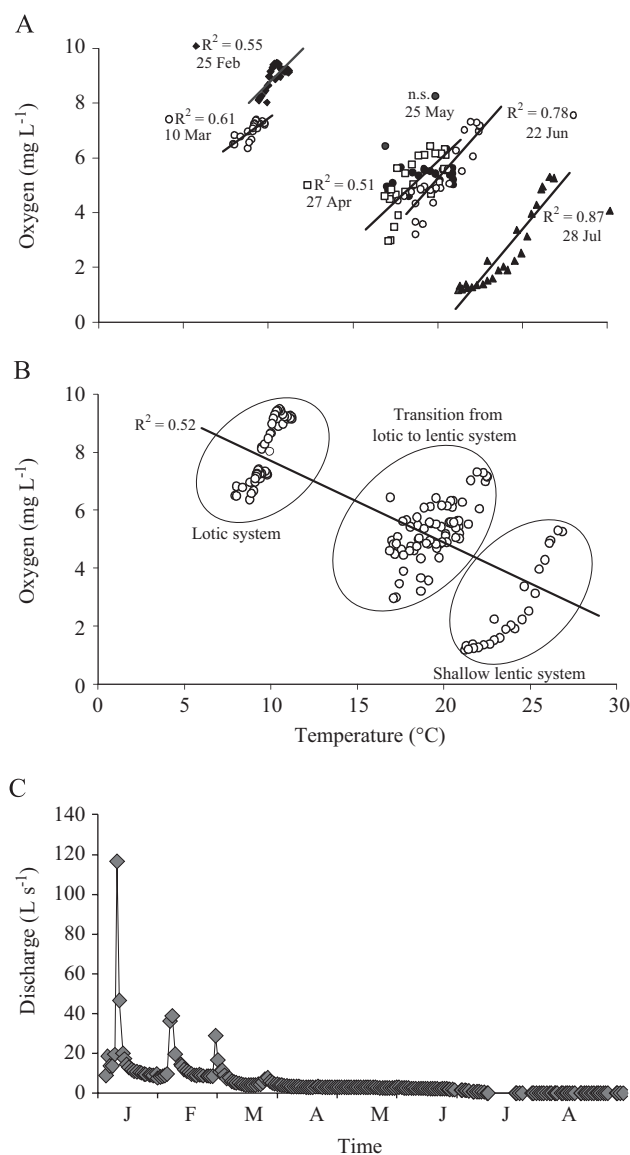 A
Oxygen (mg L⁻¹)
10
8
6
4
2
0
R² = 0.55
25 Feb
R² = 0.61
10 Mar
n.s.
25 May
R² = 0.78
22 Jun
R² = 0.51
27 Apr
R² = 0.87
28 Jul
B
Oxygen (mg L⁻¹)
10
8
6
4
2
0
R² = 0.52
Transition from
lotic to lentic system
Lotic system
Shallow lentic system
0 5 10 15 20 25 30
Temperature (°C)
C
Discharge (L s⁻¹)
140
120
100
80
60
40
20
0
J F M A M J J A
Time